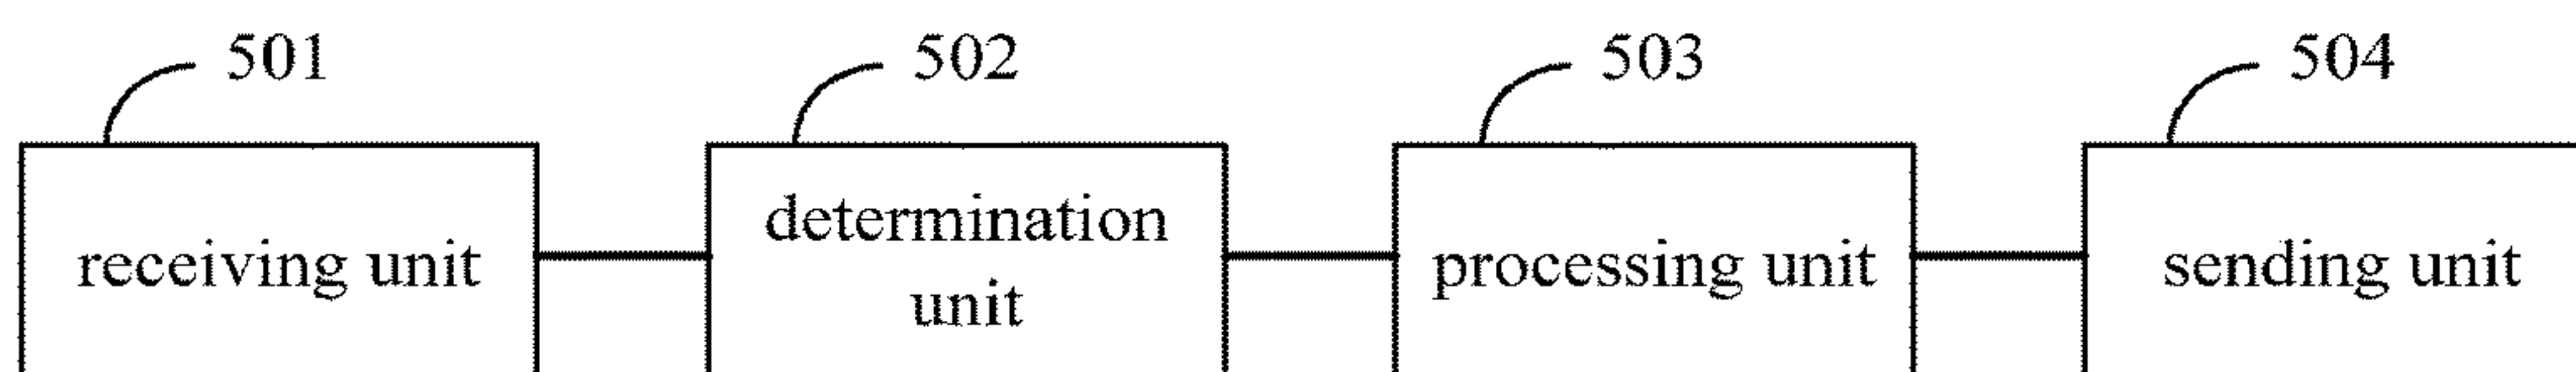 501
502
503
504
receiving unit
determination
unit
processing unit
sending unit